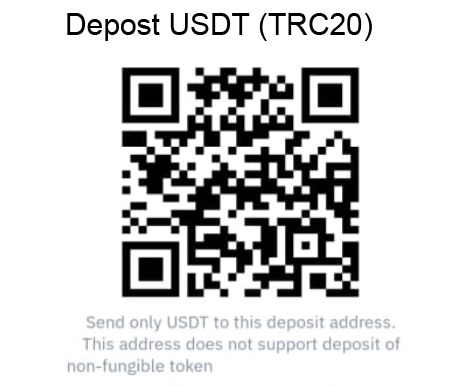 Depost USDT (TRC20)
Send only USDT to this deposit address.
This address does not support deposit of
non-fungible token